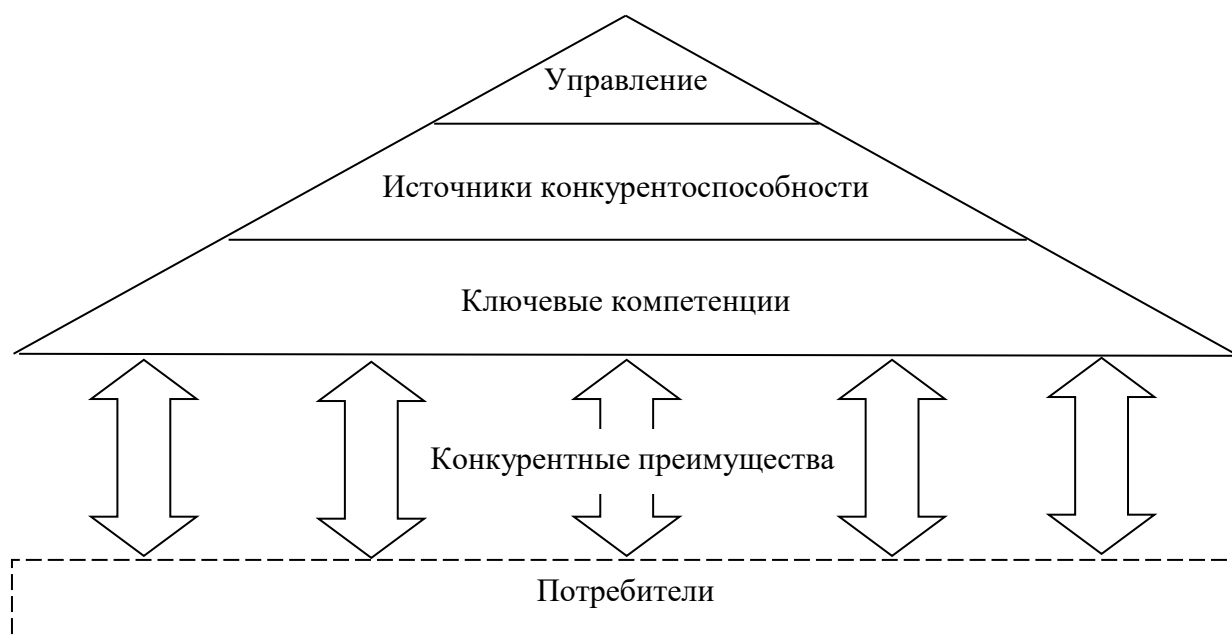 Управление
Источники конкурентоспособности
Ключевые компетенции
Конкурентные преимущества
Потребители